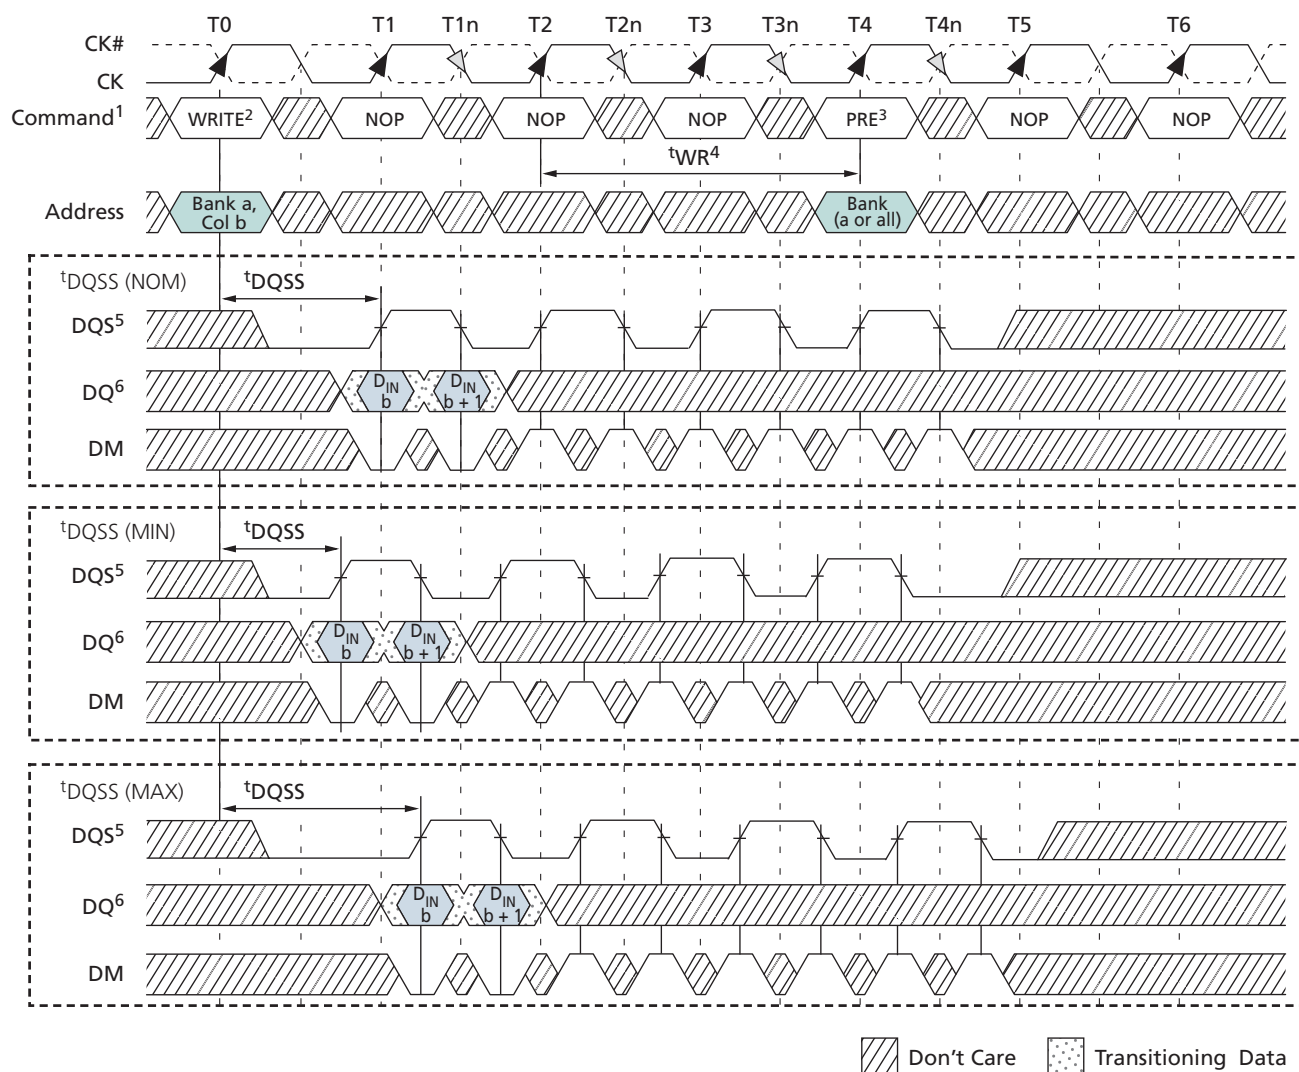 T0 T1 T1n T2 T2n T3 T3n T4 T4n T5 T6
CK#
CK
Command1 WRITE2 NOP NOP NOP PRE3 NOP NOP
tWR4
Address Bank a, Col b Bank (a or all)
tDQSS (NOM) tDQSS
DQS5
DQ6 DIN b DIN b + 1
DM
tDQSS (MIN) tDQSS
DQS5
DQ6 DIN b DIN b + 1
DM
tDQSS (MAX) tDQSS
DQS5
DQ6 DIN b DIN b + 1
DM
Don't Care Transitioning Data